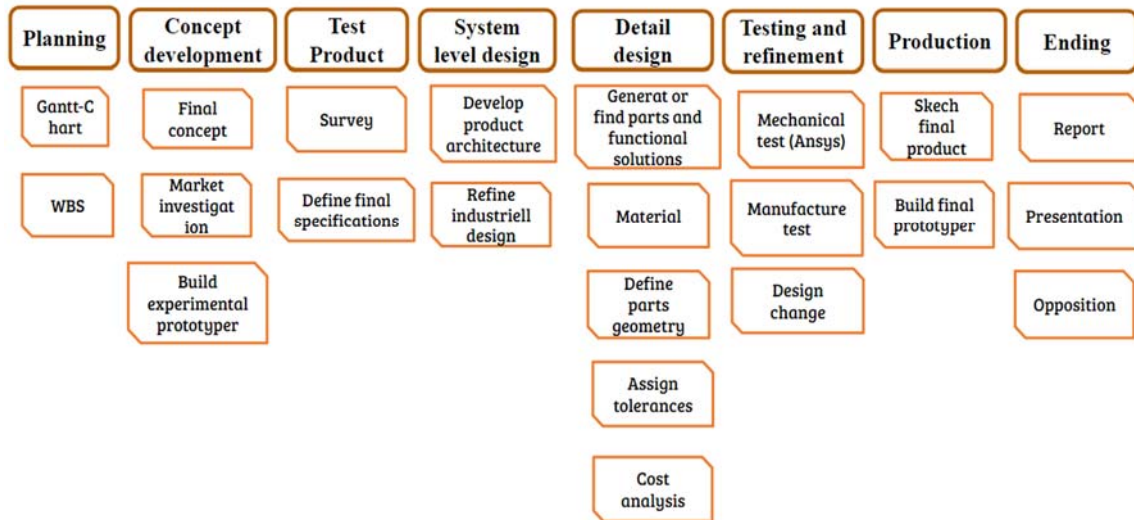 Planning
Concept
development
Test
Product
System
level design
Detail
design
Testing and
refinement
Production
Ending
Gantt-C
hart
WBS
Final
concept
Market
investigat
ion
Build
experimental
prototyper
Survey
Define final
specifications
Develop
product
architecture
Refine
industriell
design
Generat or
find parts and
functional
solutions
Material
Define
parts
geometry
Assign
tolerances
Cost
analysis
Mechanical
test (Ansys)
Manufacture
test
Design
change
Skech
final
product
Build final
prototyper
Report
Presentation
Opposition